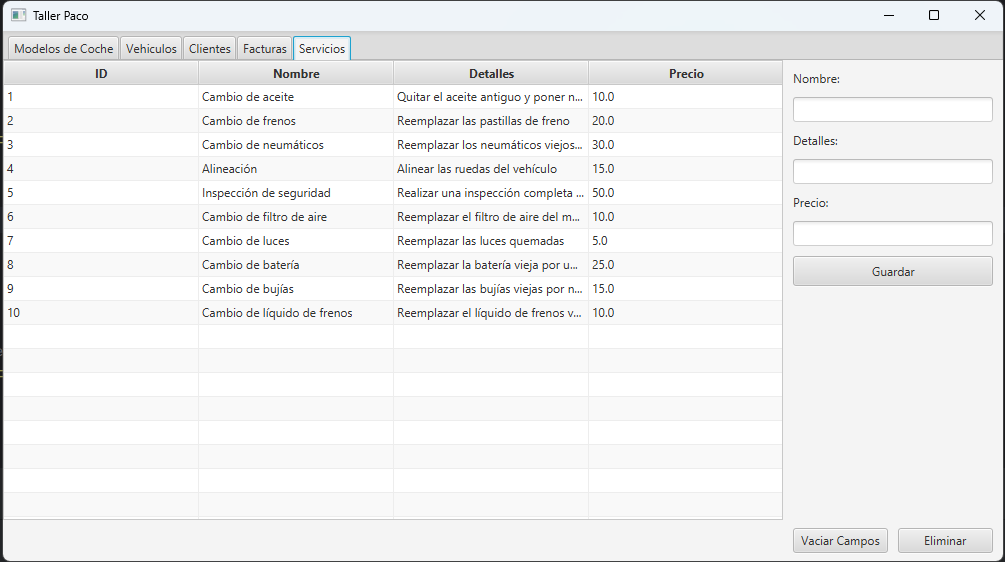 Taller Paco
Modelos de Coche Vehiculos Clientes Facturas Servicios
ID Nombre Detalles Precio
1 Cambio de aceite Quitar el aceite antiguo y poner n... 10.0
2 Cambio de frenos Reemplazar las pastillas de freno 20.0
3 Cambio de neumáticos Reemplazar los neumáticos viejos... 30.0
4 Alineación Alinear las ruedas del vehículo 15.0
5 Inspección de seguridad Realizar una inspección completa ... 50.0
6 Cambio de filtro de aire Reemplazar el filtro de aire del m... 10.0
7 Cambio de luces Reemplazar las luces quemadas 5.0
8 Cambio de batería Reemplazar la batería vieja por u... 25.0
9 Cambio de bujías Reemplazar las bujías viejas por n... 15.0
10 Cambio de líquido de frenos Reemplazar el líquido de frenos v... 10.0
Nombre:
Detalles:
Precio:
Guardar
Vaciar Campos Eliminar